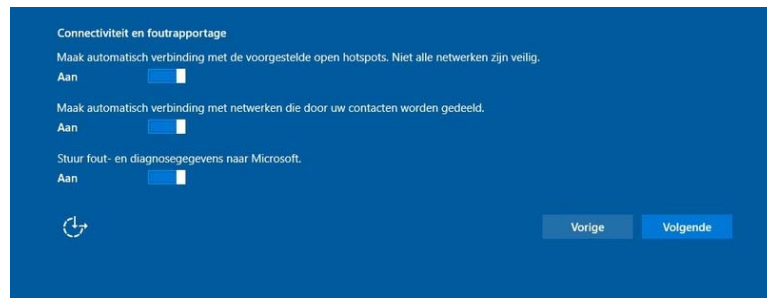 Connectiviteit en foutrapportage
Maak automatisch verbinding met de voorgestelde open hotspots. Niet alle netwerken zijn veilig.
Aan
Maak automatisch verbinding met netwerken die door uw contacten worden gedeeld.
Aan
Stuur fout- en diagnosegegevens naar Microsoft.
Aan
Vorige Volgende